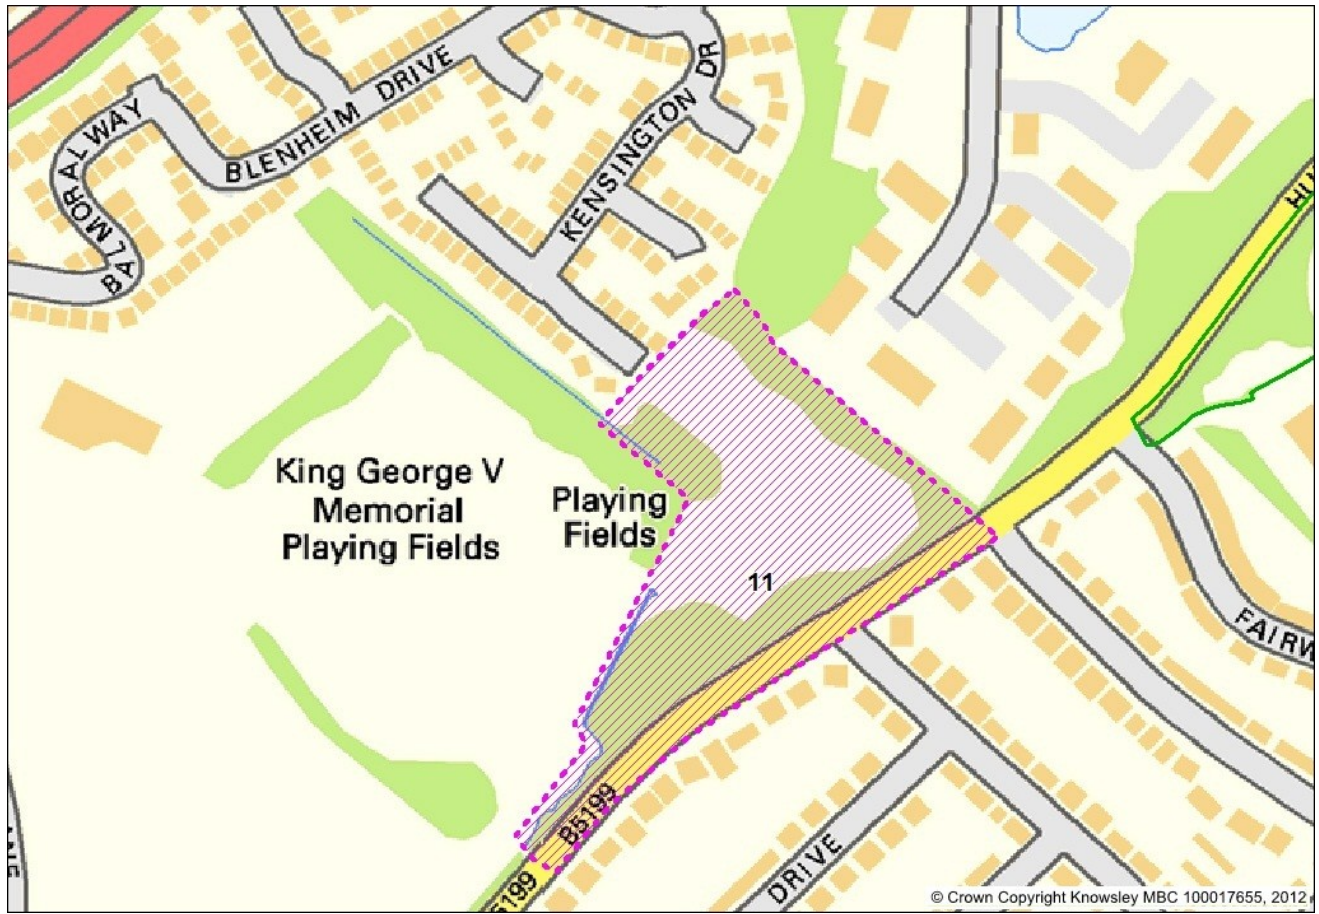 BALMORAL WAY
BLENHEIM DRIVE
KENSINGTON DR
King George V
Memorial
Playing Fields
Playing
Fields
11
B5199
FAIRW
DRIVE
5199
© Crown Copyright Knowsley MBC 100017655, 2012